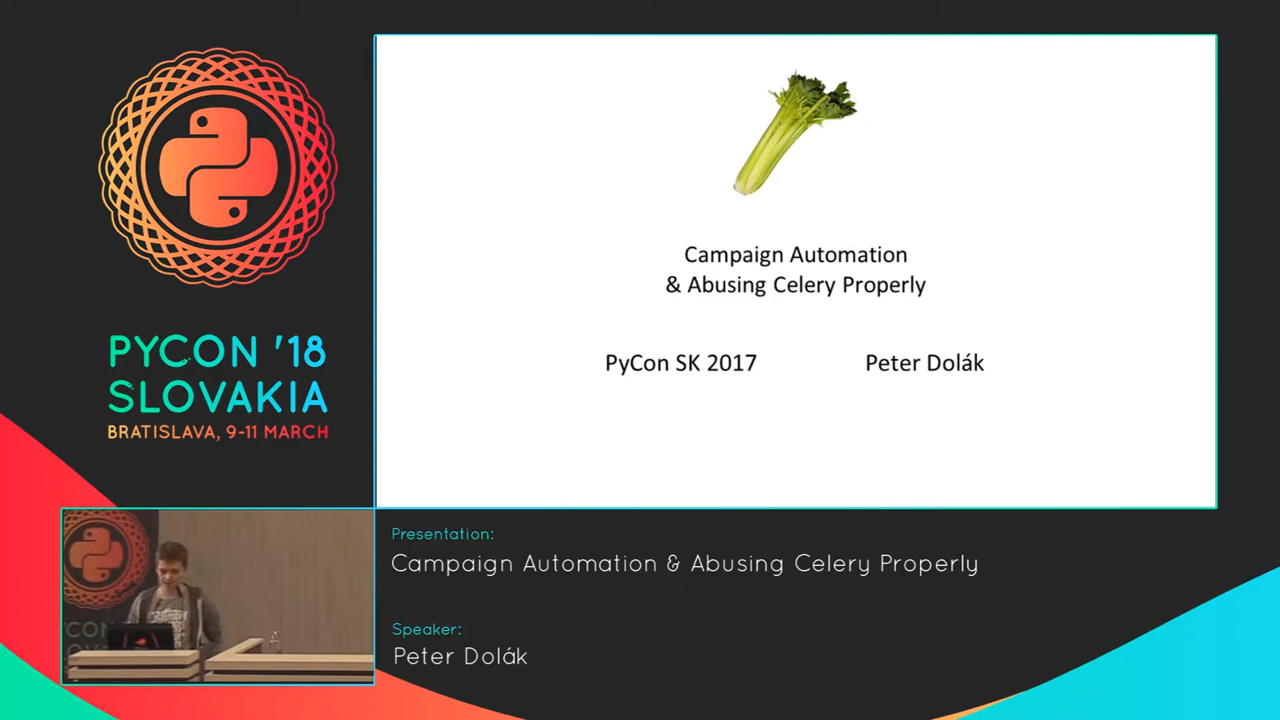 PYCON '18
SLOVAKIA
BRATISLAVA, 9-11 MARCH
Campaign Automation
& Abusing Celery Properly
PyCon SK 2017
Peter Dolák
Presentation:
Campaign Automation & Abusing Celery Properly
Speaker:
Peter Dolák